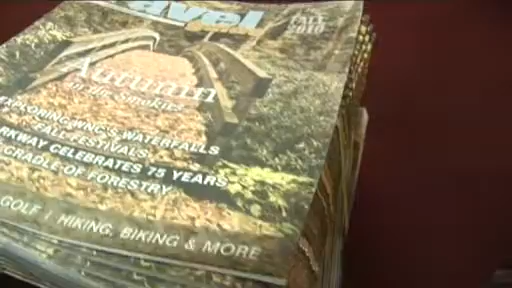 avel
FALL
2010
Autumn
in the Smokies
EXPLORING WNC'S WATERFALLS
FALL FESTIVALS
RKWAY CELEBRATES 75 YEARS
CRADLE OF FORESTRY
GOLF / HIKING, BIKING & MORE